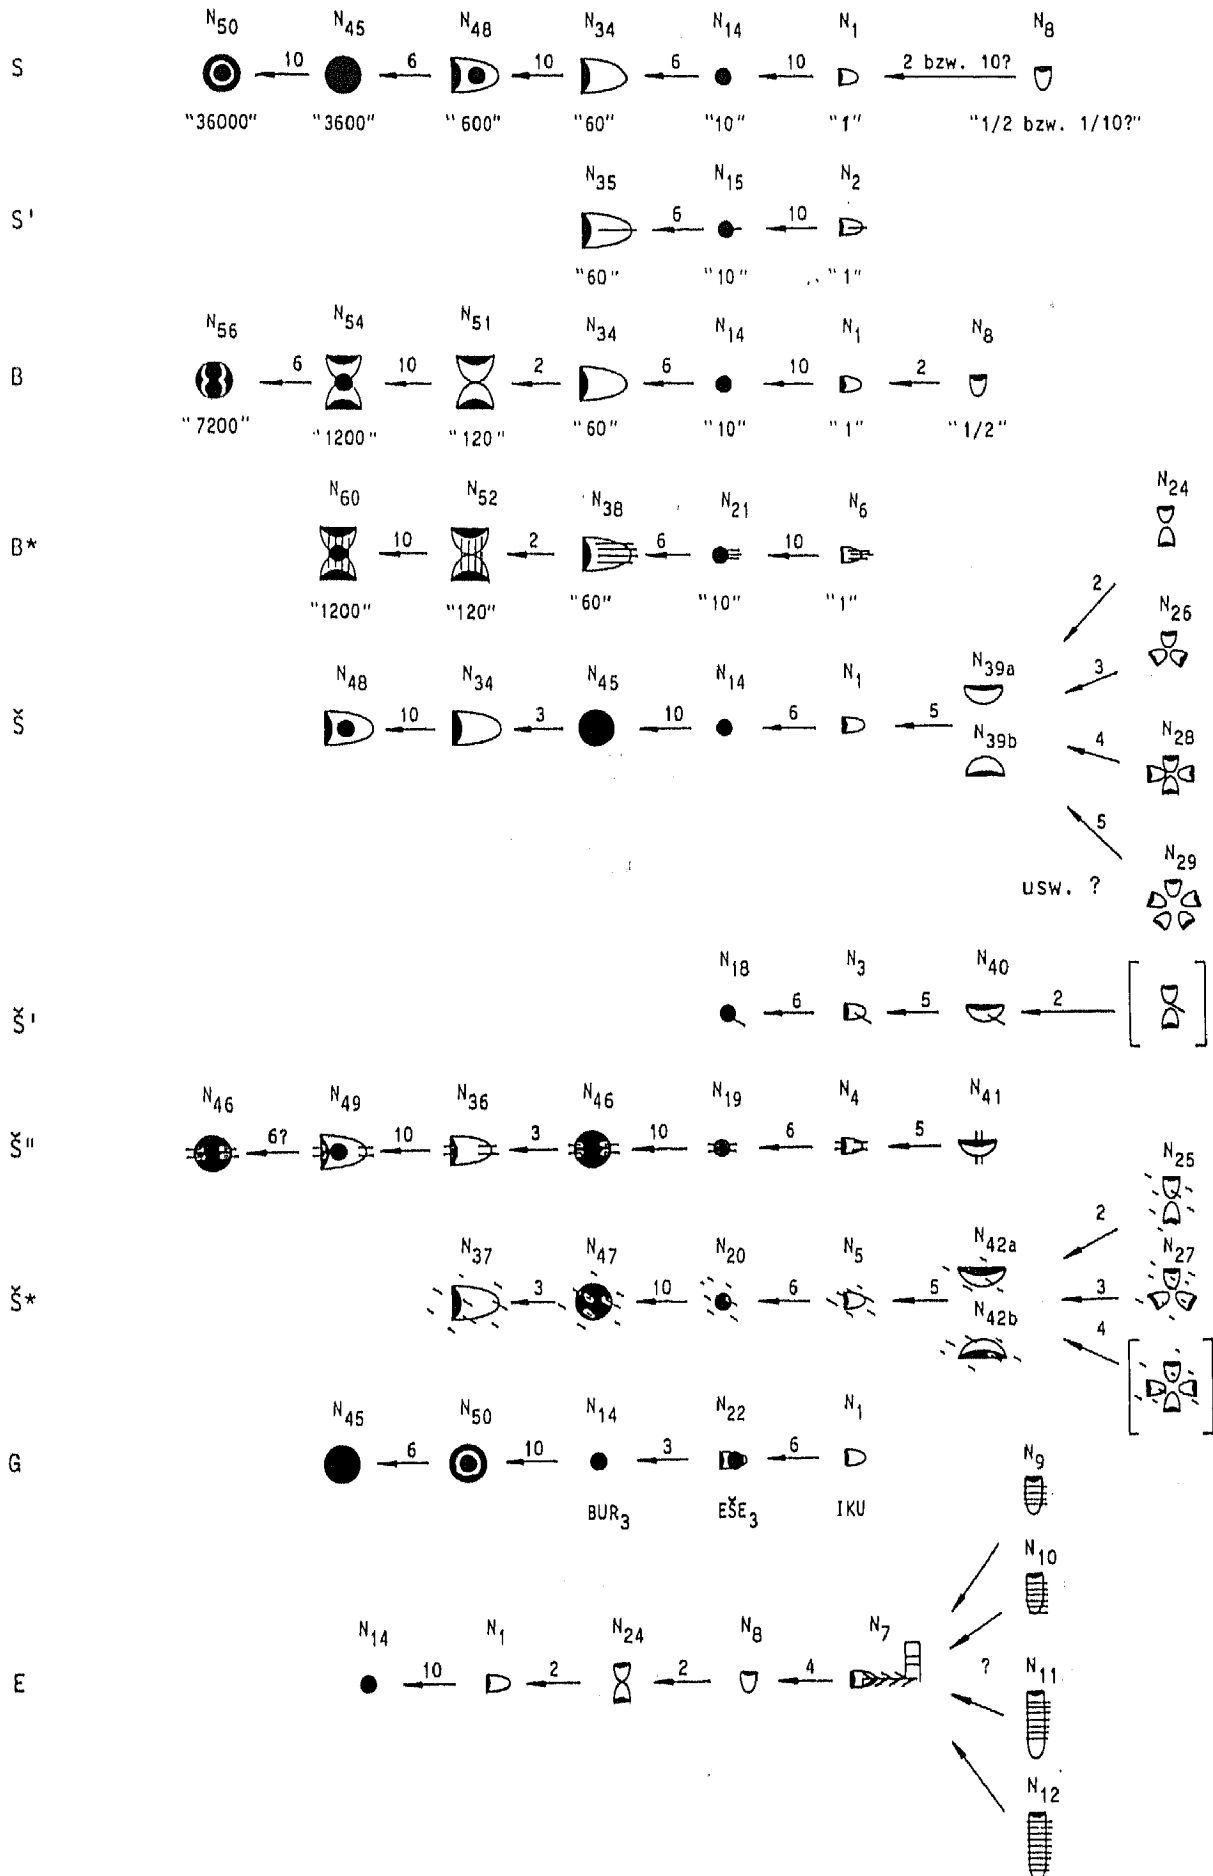 N50 N45 N48 N34 N14 N1 N8
S 10 6 10 6 10 2 bzw. 10?
"36000" "3600" "600" "60" "10" "1" "1/2 bzw. 1/10?"
N35 N15 N2
S' 6 10
"60" "10" "1"
N56 N54 N51 N34 N14 N1 N8
B 6 10 2 6 10 2
"7200" "1200" "120" "60" "10" "1" "1/2"
N60 N52 N38 N21 N6 N24
B* 10 2 6 10
"1200" "120" "60" "10" "1"
2
N26
N48 N34 N45 N14 N1 N39a
3
Š 10 3 10 6 5
N39b 4 N28
5
N29
usw. ?
N18 N3 N40
Š' 6 5 2
N46 N49 N36 N46 N19 N4 N41
Š" 6? 10 3 10 6 5
N25
2
N37 N47 N20 N5 N42a N27
Š* 3 10 6 5 3
N42b 4
N45 N50 N14 N22 N1
G 6 10 3 6
N9
BUR3 EŠE3 IKU
N10
N14 N1 N24 N8 N7
E 10 2 2 4 ? N11
N12